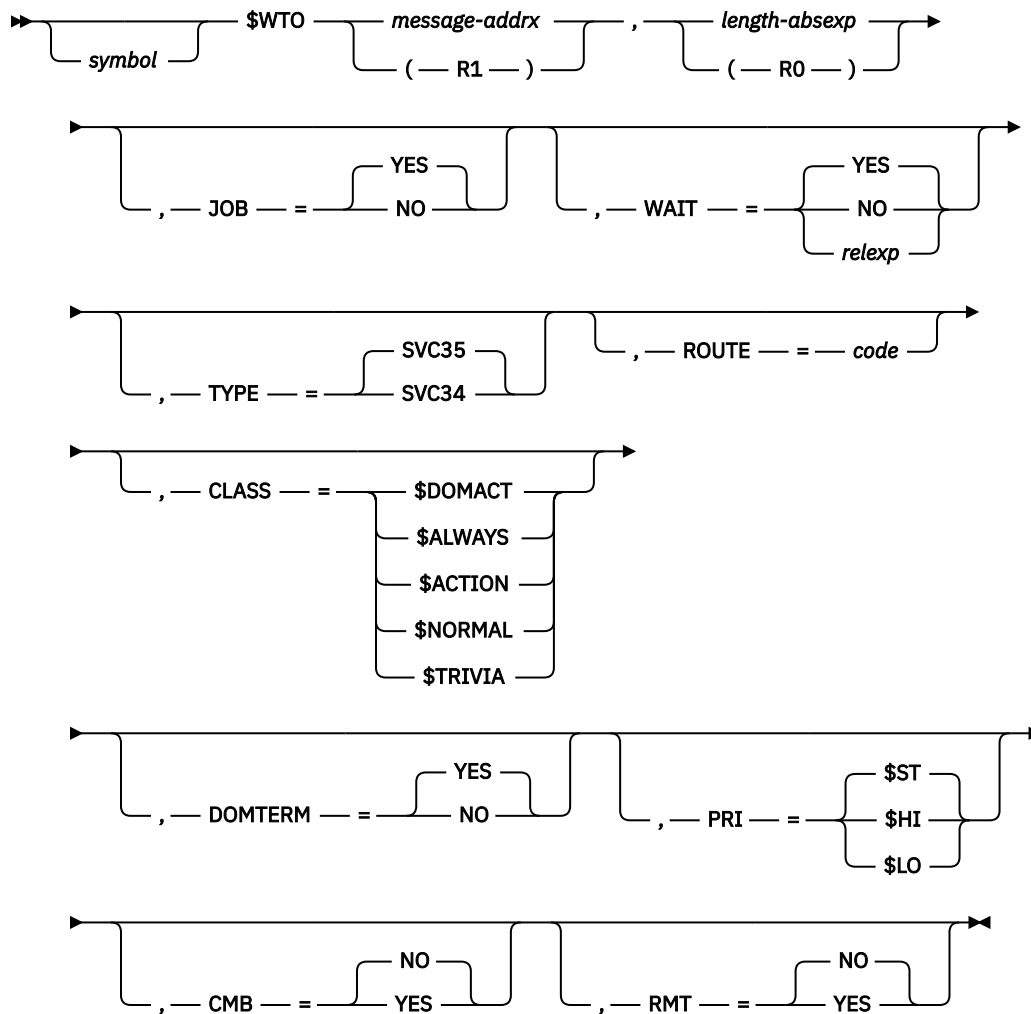 $WTO message-addrx , length-absexp
symbol ( R1 ) ( R0 )
YES YES
, JOB = NO , WAIT = NO
relexp
SVC35 , ROUTE = code
, TYPE = SVC34
, CLASS = $DOMACT
$ALWAYS
$ACTION
$NORMAL
$TRIVIA
YES $ST
, DOMTERM = NO , PRI = $HI
$LO
NO NO
, CMB = YES , RMT = YES